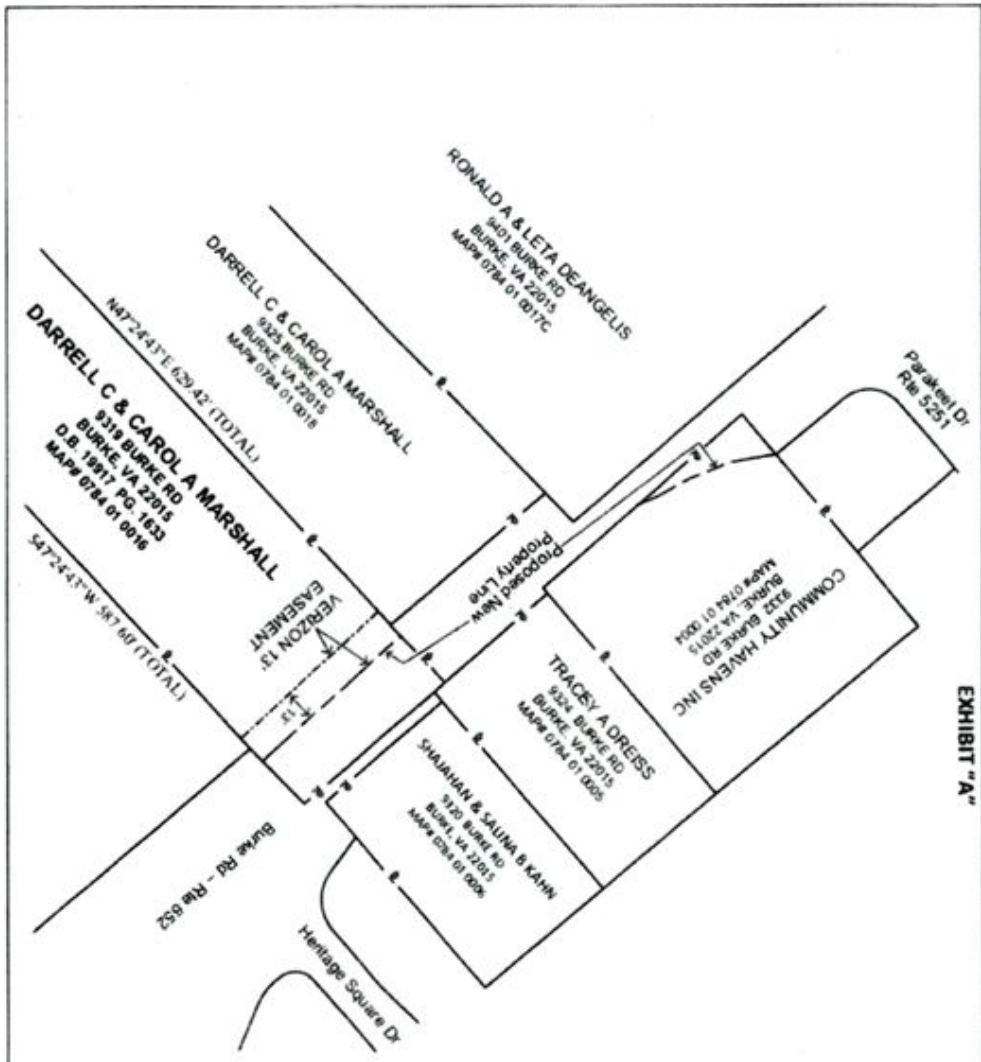 EXHIBIT "A"
Parakeet Dr
Rte 5251
RONALD A & LETA DEANGELIS
9401 BURKE RD
BURKE, VA 22015
MAP# 0784 01 0017C
COMMUNITY HAVENS INC
9332 BURKE RD
BURKE, VA 22015
MAP# 0784 01 0004
DARRELL C & CAROL A MARSHALL
9325 BURKE RD
BURKE, VA 22015
MAP# 0784 01 0018
Proposed New
Property Line
TRACEY A DREISS
9324 BURKE RD
BURKE, VA 22015
MAP# 0784 01 0005
N47°24'43"E 629.42' (TOTAL)
DARRELL C & CAROL A MARSHALL
9319 BURKE RD
BURKE, VA 22015
D.B. 19917 PG. 1633
MAP# 0784 01 0016
VERIZON 13'
EASEMENT
13'
SHAJAHAN & SALINA B KAHN
9320 BURKE RD
BURKE, VA 22015
MAP# 0784 01 0006
S47°24'43"W 587.60' (TOTAL)
Burke Rd - Rte 652
Heritage Square Dr